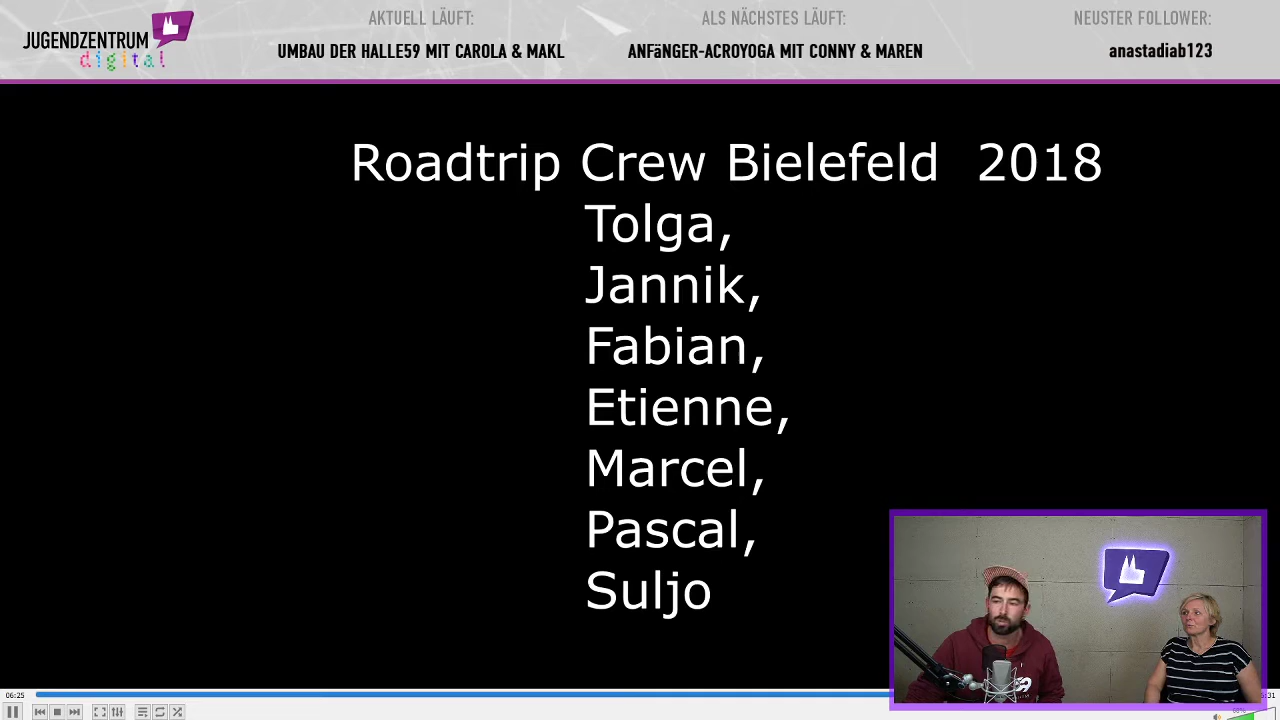 AKTUELL LÄUFT:
ALS NÄCHSTES LÄUFT:
NEUSTER FOLLOWER:
JUGENDZENTRUM
digital
UMBAU DER HALLE59 MIT CAROLA & MAKL
ANFäNGER-ACROYOGA MIT CONNY & MAREN
anastadiab123
Roadtrip Crew Bielefeld 2018
Tolga,
Jannik,
Fabian,
Etienne,
Marcel,
Pascal,
Suljo
06:25